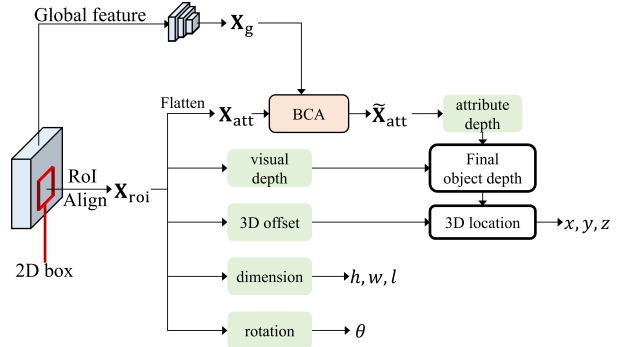 Global feature
X_g
Flatten
X_att
BCA
X̃_att
attribute
depth
RoI
Align
X_roi
visual
depth
Final
object depth
3D offset
3D location
x, y, z
2D box
dimension
h, w, l
rotation
θ